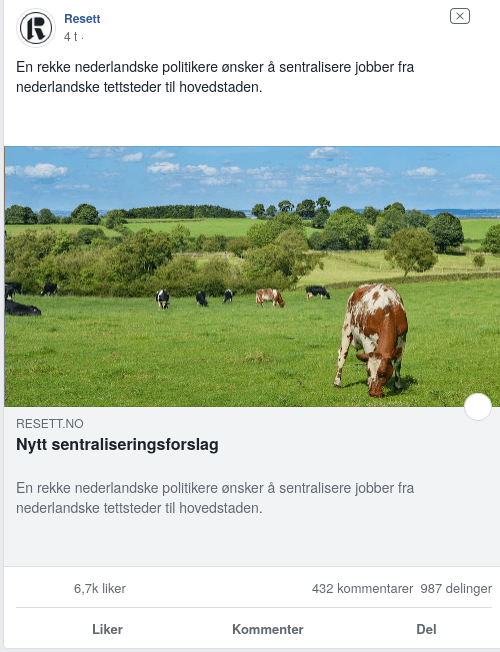 Resett
4 t ·
En rekke nederlandske politikere ønsker å sentralisere jobber fra
nederlandske tettsteder til hovedstaden.
RESETT.NO
Nytt sentraliseringsforslag
En rekke nederlandske politikere ønsker å sentralisere jobber fra
nederlandske tettsteder til hovedstaden.
6,7k liker 432 kommentarer 987 delinger
Liker Kommenter Del